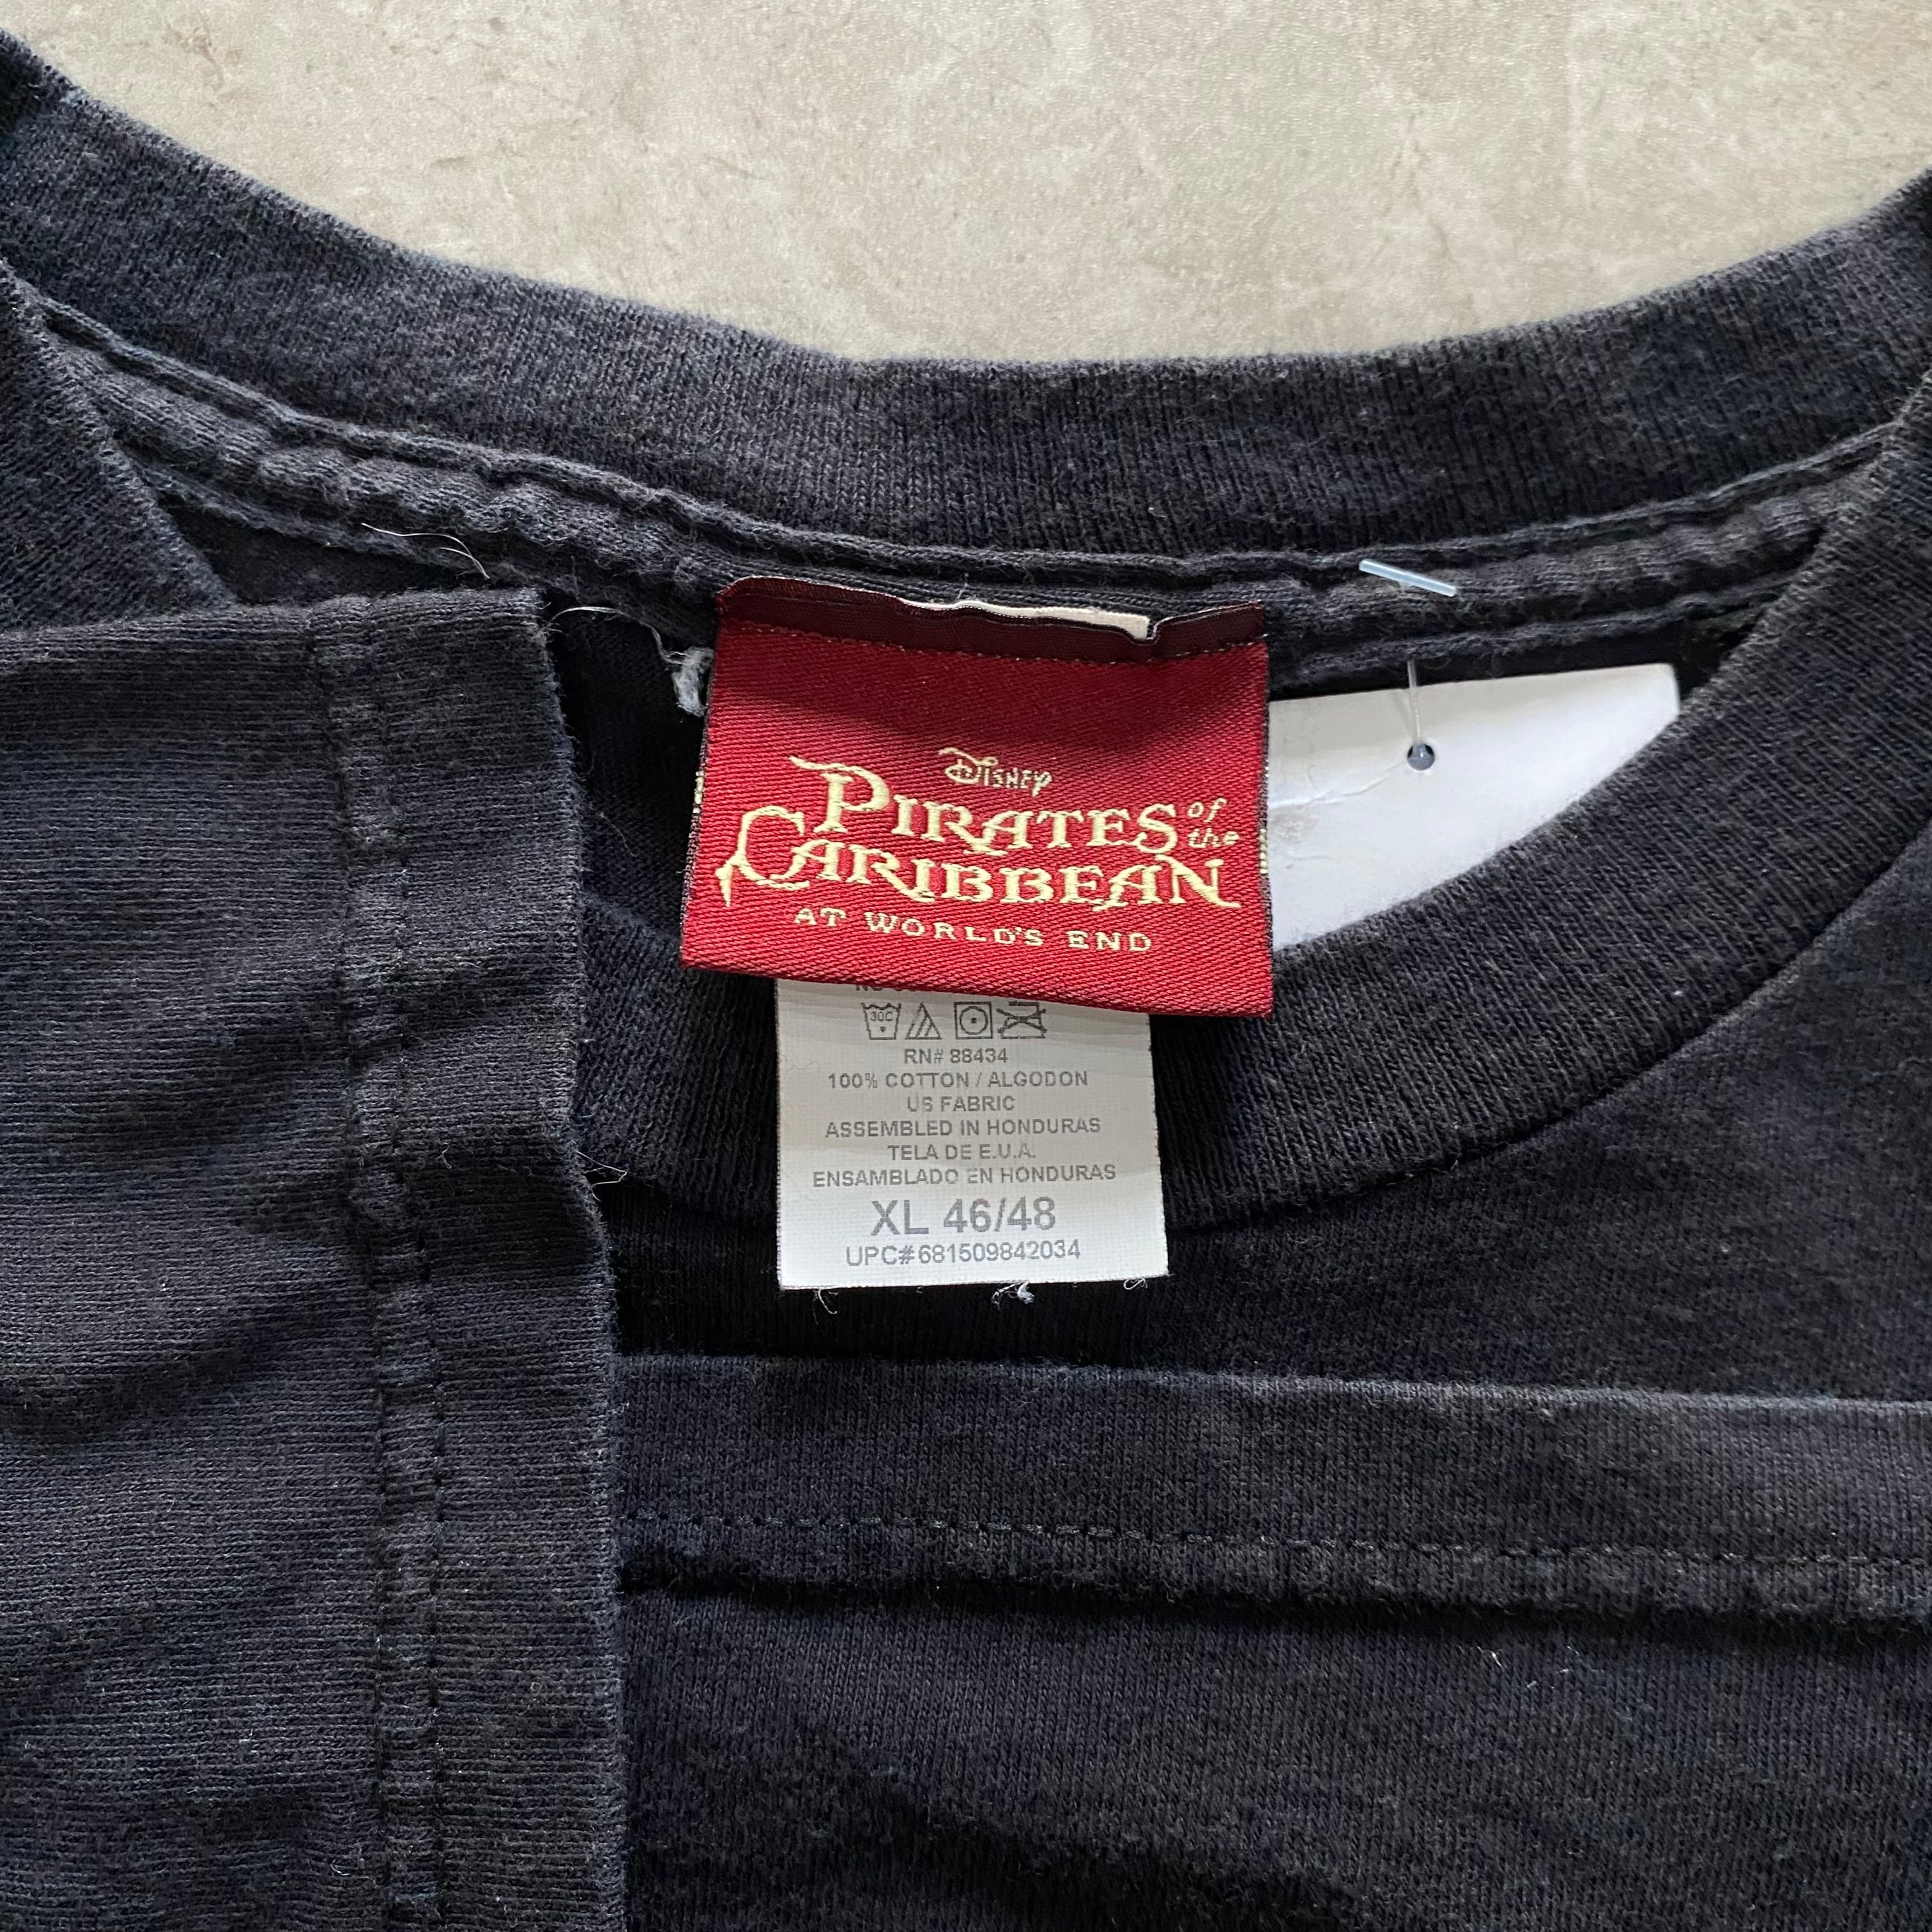 DISNEY
PIRATES of the
CARIBBEAN
AT WORLD'S END
30C
RN# 88434
100% COTTON / ALGODON
US FABRIC
ASSEMBLED IN HONDURAS
TELA DE E.U.A.
ENSAMBLADO EN HONDURAS
XL 46/48
UPC#681509842034